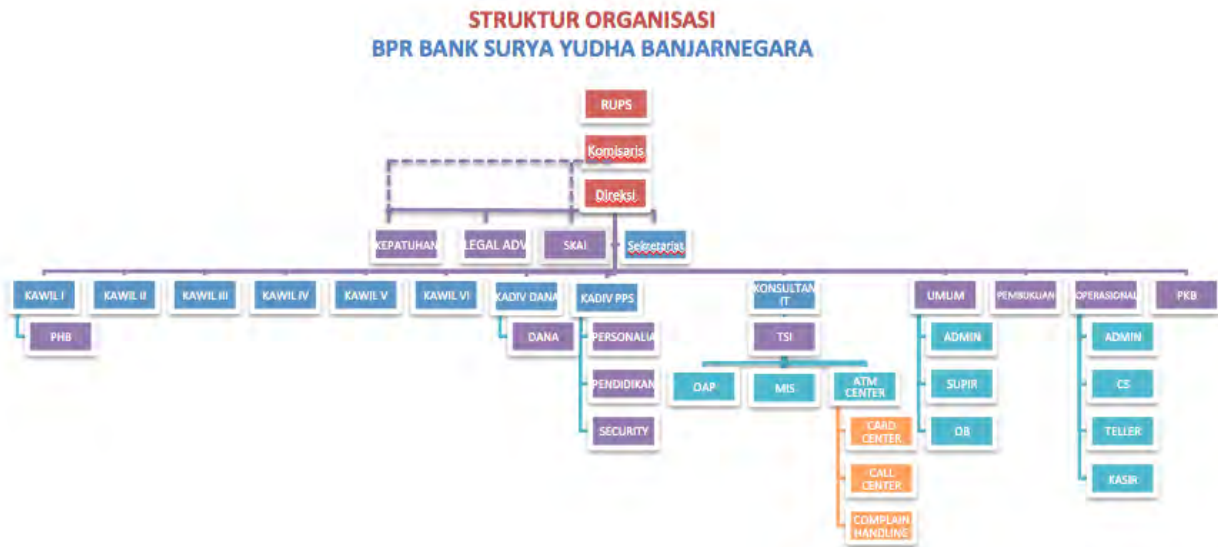 STRUKTUR ORGANISASI
BPR BANK SURYA YUDHA BANJARNEGARA
RUPS
Komisaris
Direksi
KEPATUHAN
LEGAL ADV
SKAI
Sekretariat
KAWIL I
KAWIL II
KAWIL III
KAWIL IV
KAWIL V
KAWIL VI
KADIV DANA
KADIV PPS
KONSULTAN
IT
UMUM
PEMBUKUAN
OPERASIONAL
PKB
PHB
DANA
PERSONALIA
TSI
ADMIN
ADMIN
PENDIDIKAN
OAP
MIS
ATM
CENTER
SUPIR
CS
SECURITY
CARD
CENTER
OB
TELLER
CALL
CENTER
KASIR
COMPLAIN
HANDLING